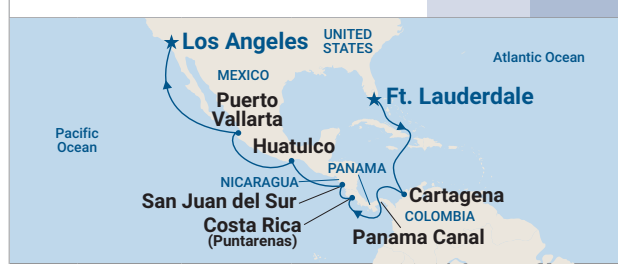 Los Angeles
UNITED
STATES
Atlantic Ocean
MEXICO
Ft. Lauderdale
Puerto
Vallarta
Pacific
Ocean
Huatulco
PANAMA
NICARAGUA
San Juan del Sur
Cartagena
COLOMBIA
Costa Rica
(Puntarenas)
Panama Canal